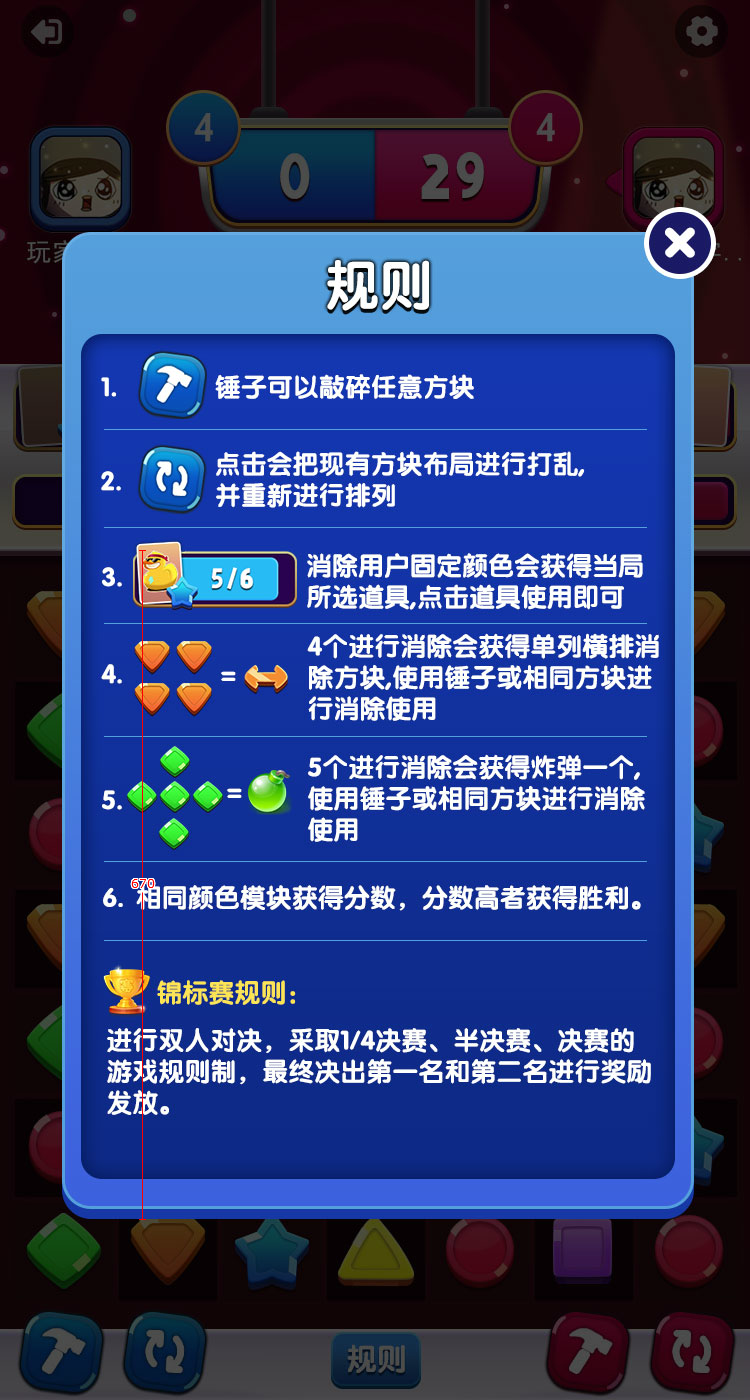 4
4
0
29
玩家
规则
1.
锤子可以敲碎任意方块
2.
点击会把现有方块布局进行打乱,
并重新进行排列
3.
5/6
消除用户固定颜色会获得当局
所选道具,点击道具使用即可
4.
=
4个进行消除会获得单列横排消
除方块,使用锤子或相同方块进
行消除使用
5.
=
5个进行消除会获得炸弹一个,
使用锤子或相同方块进行消除
使用
670
6. 相同颜色模块获得分数，分数高者获得胜利。
锦标赛规则：
进行双人对决，采取1/4决赛、半决赛、决赛的
游戏规则制，最终决出第一名和第二名进行奖励
发放。
规则